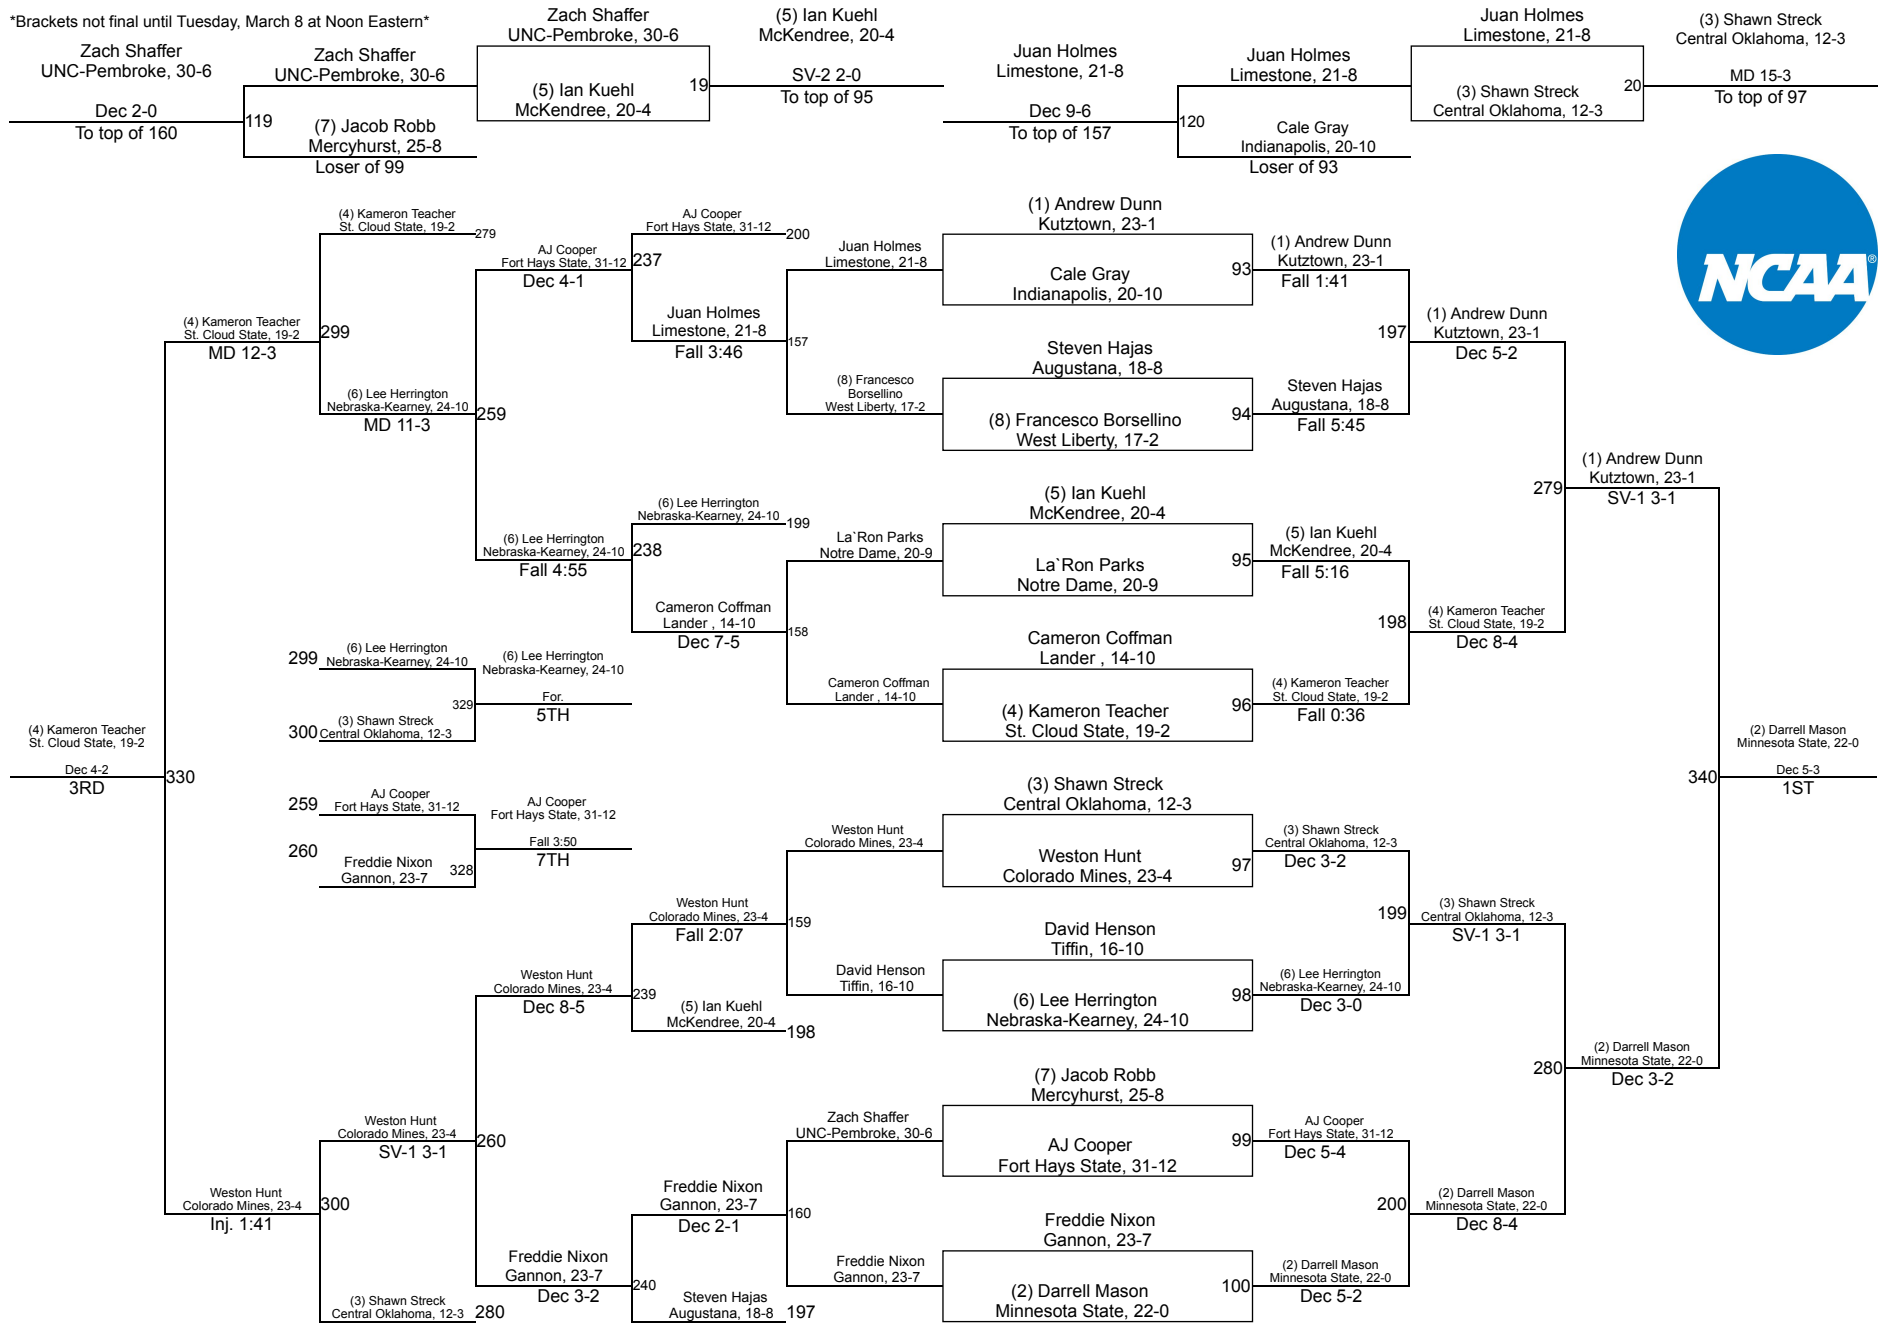 *Brackets not final until Tuesday, March 8 at Noon Eastern*
Zach Shaffer
UNC-Pembroke, 30-6
Dec 2-0
To top of 160
Zach Shaffer
UNC-Pembroke, 30-6
119
(7) Jacob Robb
Mercyhurst, 25-8
Loser of 99
Zach Shaffer
UNC-Pembroke, 30-6
(5) Ian Kuehl
McKendree, 20-4
19
(5) Ian Kuehl
McKendree, 20-4
SV-2 2-0
To top of 95
Juan Holmes
Limestone, 21-8
Dec 9-6
To top of 157
Juan Holmes
Limestone, 21-8
120
Cale Gray
Indianapolis, 20-10
Loser of 93
Juan Holmes
Limestone, 21-8
(3) Shawn Streck
Central Oklahoma, 12-3
20
(3) Shawn Streck
Central Oklahoma, 12-3
MD 15-3
To top of 97
NCAA®
(1) Andrew Dunn
Kutztown, 23-1
Cale Gray
Indianapolis, 20-10
93
Steven Hajas
Augustana, 18-8
(8) Francesco Borsellino
West Liberty, 17-2
94
(5) Ian Kuehl
McKendree, 20-4
La`Ron Parks
Notre Dame, 20-9
95
Cameron Coffman
Lander , 14-10
(4) Kameron Teacher
St. Cloud State, 19-2
96
(3) Shawn Streck
Central Oklahoma, 12-3
Weston Hunt
Colorado Mines, 23-4
97
David Henson
Tiffin, 16-10
(6) Lee Herrington
Nebraska-Kearney, 24-10
98
(7) Jacob Robb
Mercyhurst, 25-8
AJ Cooper
Fort Hays State, 31-12
99
Freddie Nixon
Gannon, 23-7
(2) Darrell Mason
Minnesota State, 22-0
100
(1) Andrew Dunn
Kutztown, 23-1
Fall 1:41
197
Steven Hajas
Augustana, 18-8
Fall 5:45
(5) Ian Kuehl
McKendree, 20-4
Fall 5:16
198
(4) Kameron Teacher
St. Cloud State, 19-2
Fall 0:36
(3) Shawn Streck
Central Oklahoma, 12-3
Dec 3-2
199
(6) Lee Herrington
Nebraska-Kearney, 24-10
Dec 3-0
AJ Cooper
Fort Hays State, 31-12
Dec 5-4
200
(2) Darrell Mason
Minnesota State, 22-0
Dec 5-2
(1) Andrew Dunn
Kutztown, 23-1
Dec 5-2
279
(4) Kameron Teacher
St. Cloud State, 19-2
Dec 8-4
(3) Shawn Streck
Central Oklahoma, 12-3
SV-1 3-1
280
(2) Darrell Mason
Minnesota State, 22-0
Dec 8-4
(1) Andrew Dunn
Kutztown, 23-1
SV-1 3-1
340
(2) Darrell Mason
Minnesota State, 22-0
Dec 3-2
(2) Darrell Mason
Minnesota State, 22-0
Dec 5-3
1ST
Juan Holmes
Limestone, 21-8
157
(8) Francesco
Borsellino
West Liberty, 17-2
La`Ron Parks
Notre Dame, 20-9
158
Cameron Coffman
Lander , 14-10
Weston Hunt
Colorado Mines, 23-4
159
David Henson
Tiffin, 16-10
Zach Shaffer
UNC-Pembroke, 30-6
160
Freddie Nixon
Gannon, 23-7
AJ Cooper
Fort Hays State, 31-12
200
237
Juan Holmes
Limestone, 21-8
Fall 3:46
(6) Lee Herrington
Nebraska-Kearney, 24-10
199
238
Cameron Coffman
Lander , 14-10
Dec 7-5
Weston Hunt
Colorado Mines, 23-4
Fall 2:07
239
(5) Ian Kuehl
McKendree, 20-4
198
Freddie Nixon
Gannon, 23-7
Dec 2-1
240
Steven Hajas
Augustana, 18-8
197
AJ Cooper
Fort Hays State, 31-12
Dec 4-1
259
(6) Lee Herrington
Nebraska-Kearney, 24-10
Fall 4:55
Weston Hunt
Colorado Mines, 23-4
Dec 8-5
260
Freddie Nixon
Gannon, 23-7
Dec 3-2
(4) Kameron Teacher
St. Cloud State, 19-2
279
299
(6) Lee Herrington
Nebraska-Kearney, 24-10
MD 11-3
Weston Hunt
Colorado Mines, 23-4
SV-1 3-1
300
(3) Shawn Streck
Central Oklahoma, 12-3
280
(4) Kameron Teacher
St. Cloud State, 19-2
MD 12-3
330
Weston Hunt
Colorado Mines, 23-4
Inj. 1:41
(4) Kameron Teacher
St. Cloud State, 19-2
Dec 4-2
3RD
299
(6) Lee Herrington
Nebraska-Kearney, 24-10
300
(3) Shawn Streck
Central Oklahoma, 12-3
329
(6) Lee Herrington
Nebraska-Kearney, 24-10
For.
5TH
259
AJ Cooper
Fort Hays State, 31-12
260
Freddie Nixon
Gannon, 23-7
328
AJ Cooper
Fort Hays State, 31-12
Fall 3:50
7TH